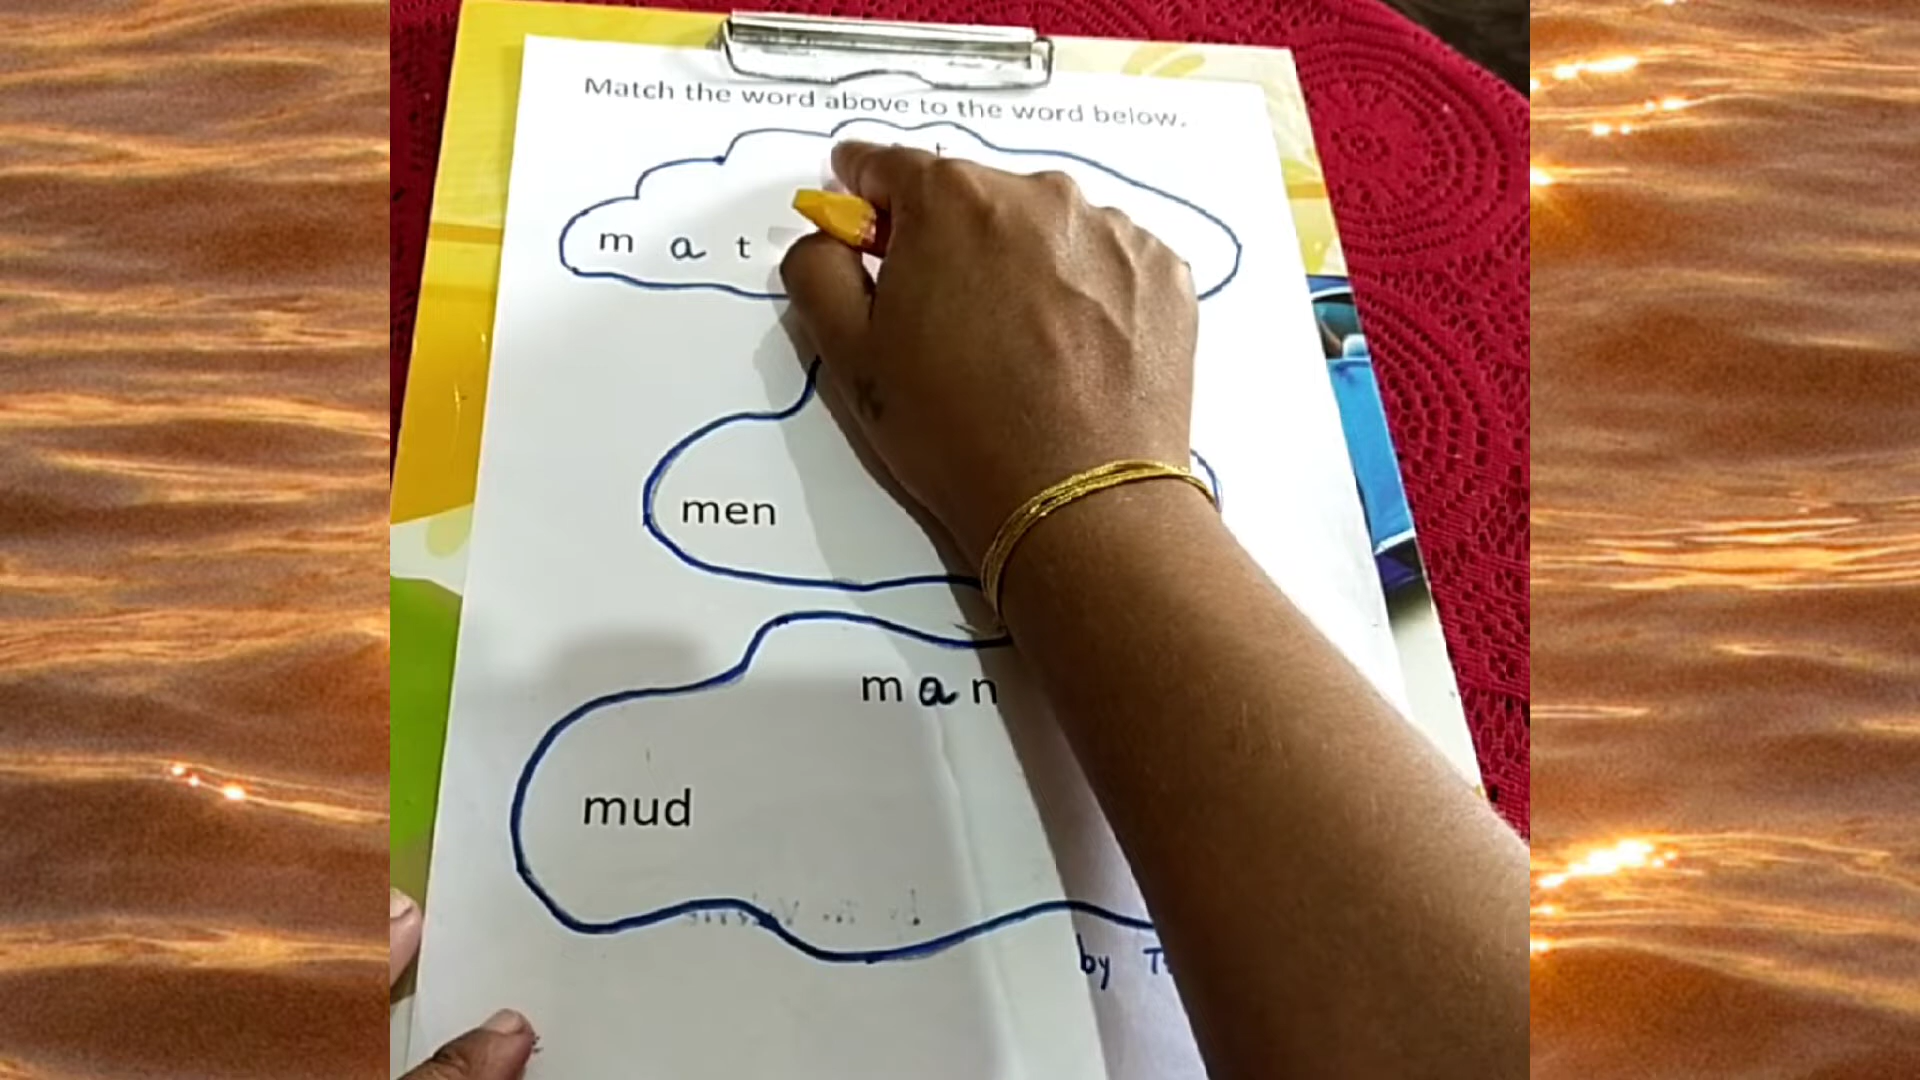 Match the word above to the word below.
t
m a t
men
m a n
mud
by